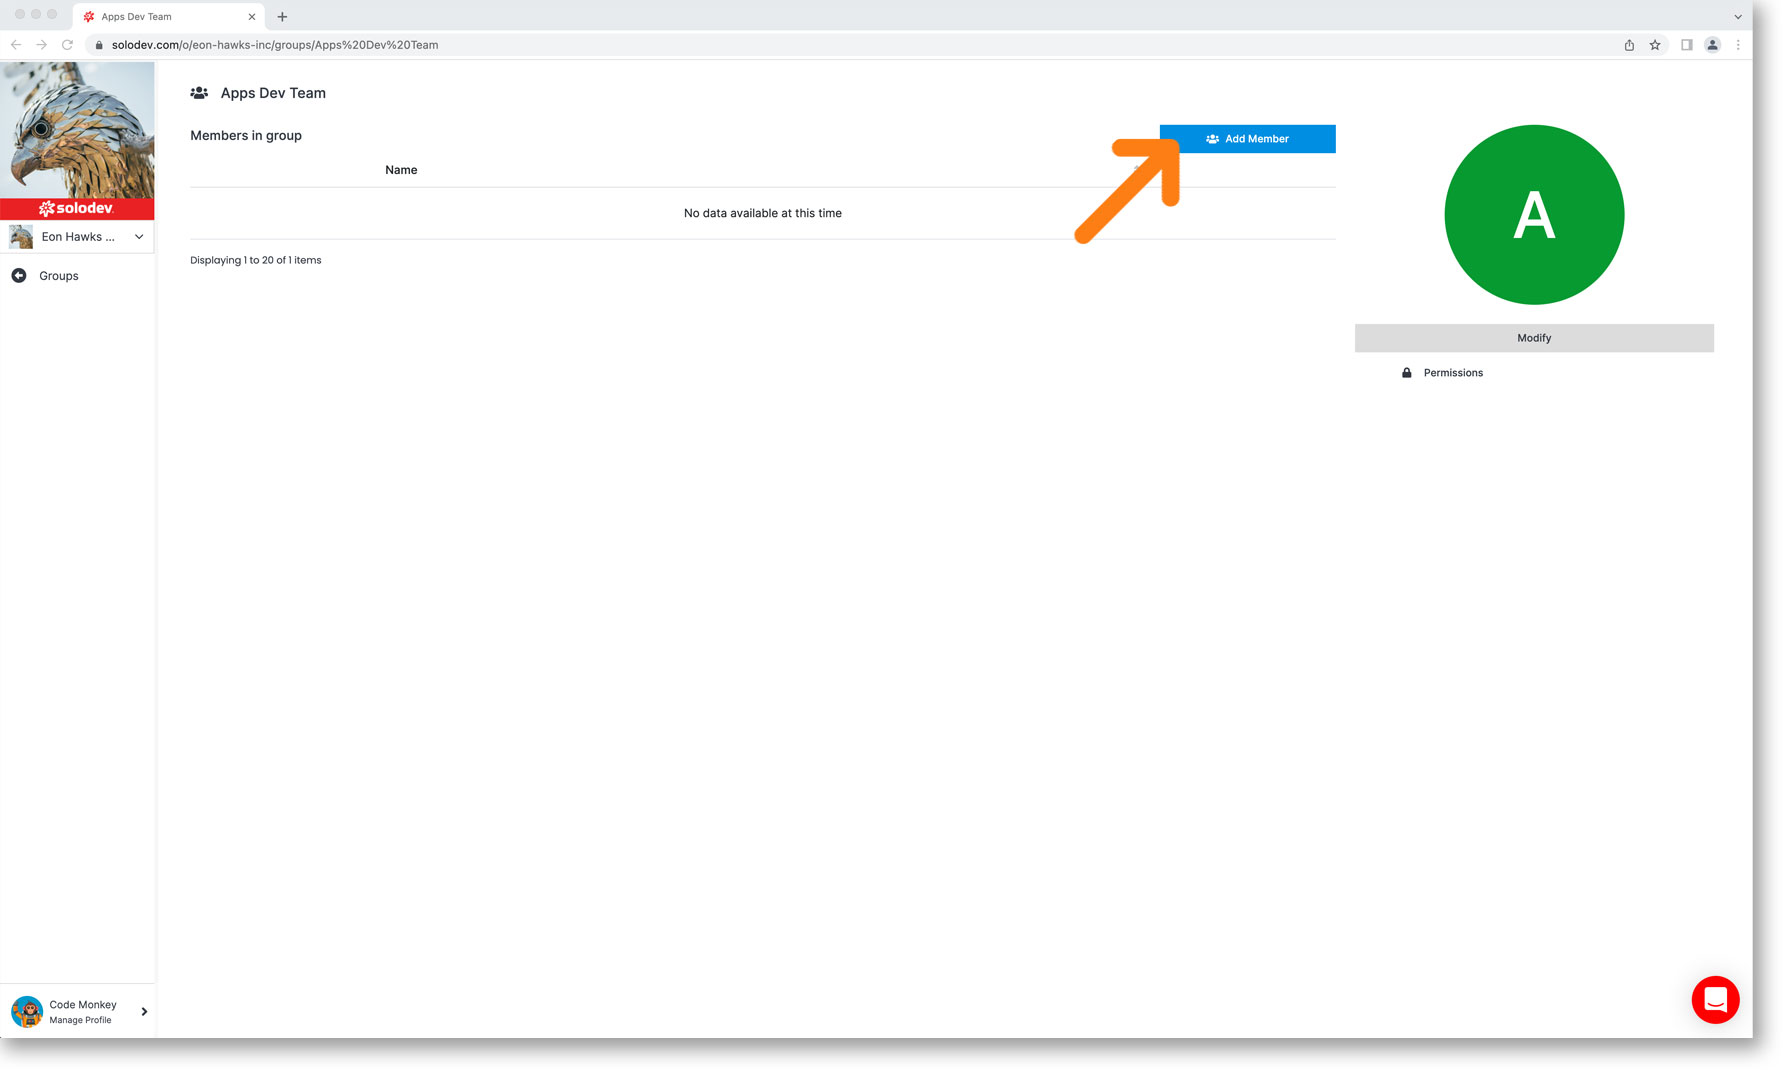 Apps Dev Team
solodev.com/o/eon-hawks-inc/groups/Apps%20Dev%20Team
solodev.
Eon Hawks ...
Groups
Apps Dev Team
Members in group
Add Member
Name
No data available at this time
Displaying 1 to 20 of 1 items
A
Modify
Permissions
Code Monkey
Manage Profile